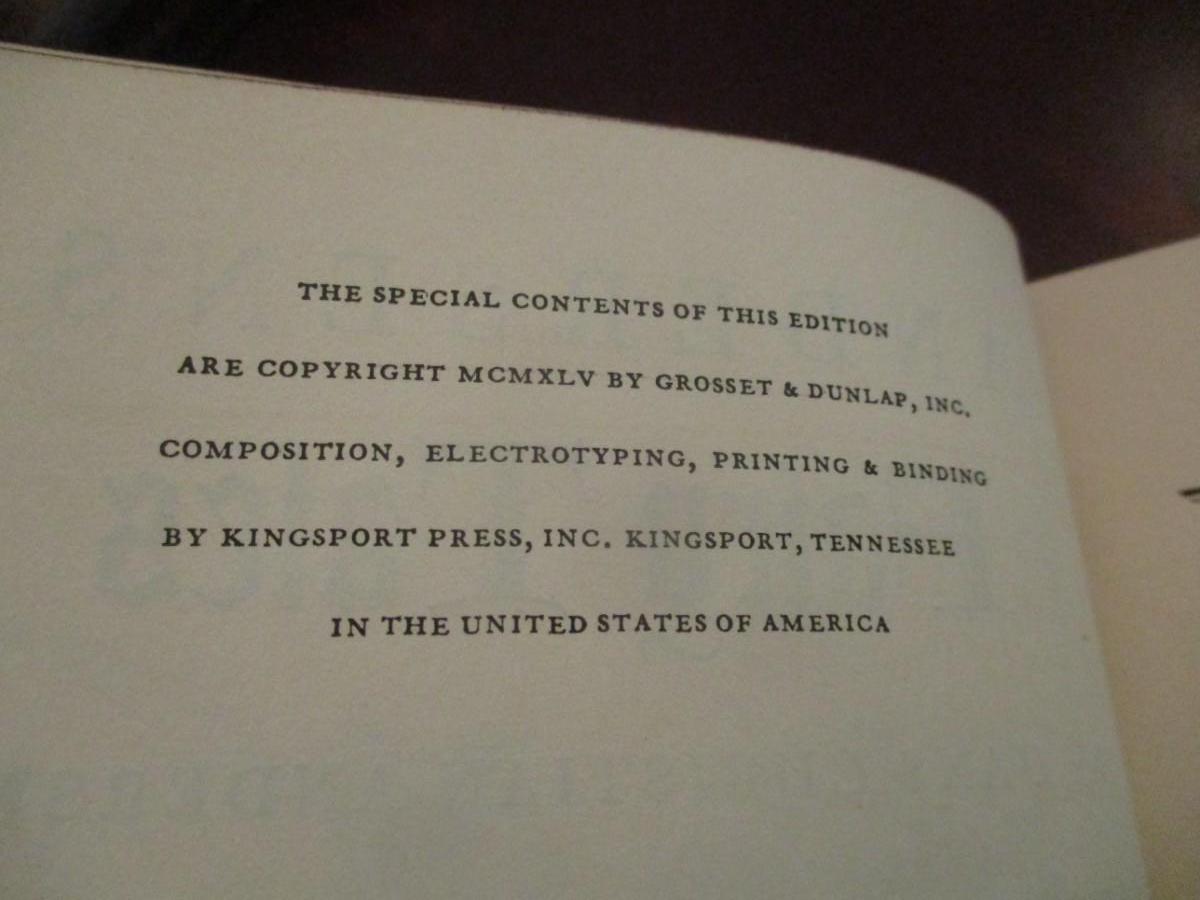 THE SPECIAL CONTENTS OF THIS EDITION
ARE COPYRIGHT MCMXLV BY GROSSET & DUNLAP, INC.
COMPOSITION, ELECTROTYPING, PRINTING & BINDING
BY KINGSPORT PRESS, INC. KINGSPORT, TENNESSEE
IN THE UNITED STATES OF AMERICA